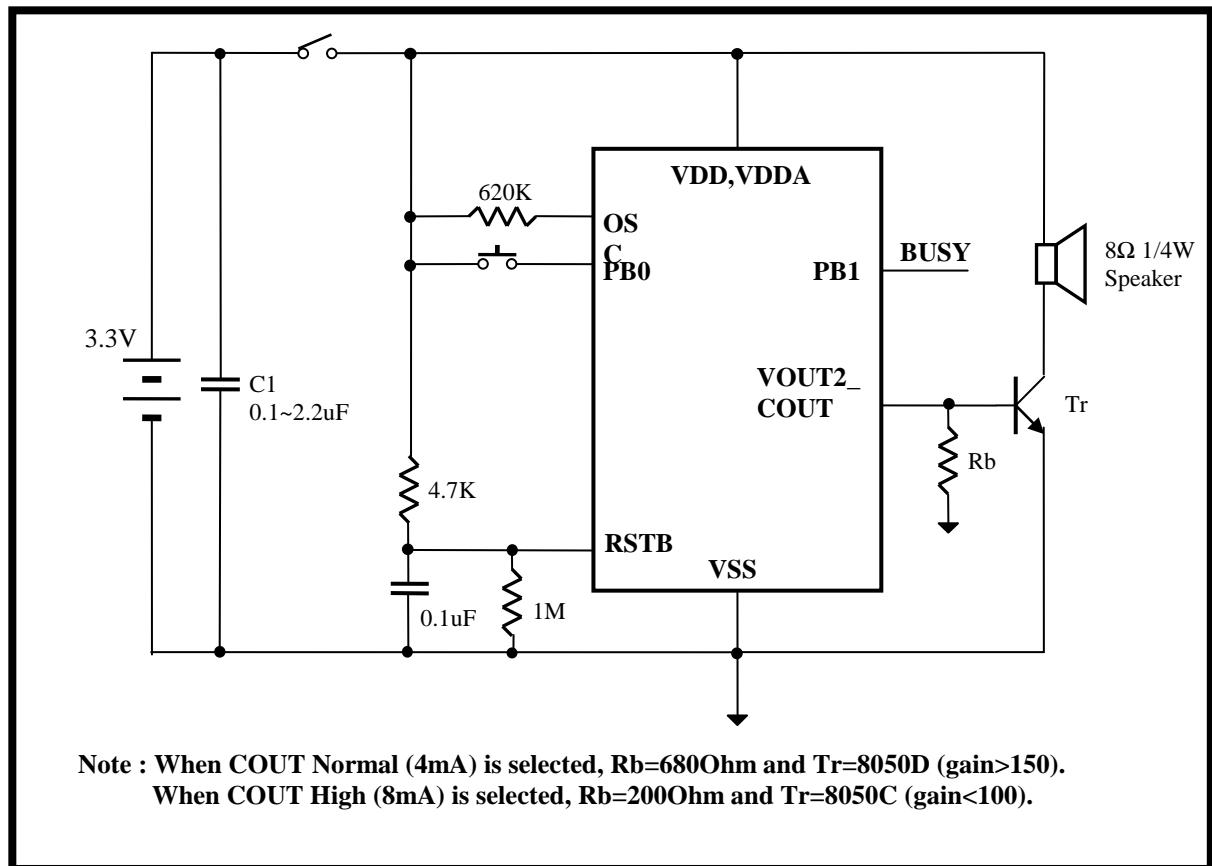 VDD,VDDA
620K
OS
C
PB0
BUSY
PB1
8Ω 1/4W
Speaker
3.3V
C1
0.1~2.2uF
VOUT2_
COUT
Tr
Rb
4.7K
RSTB
VSS
0.1uF
1M
Note : When COUT Normal (4mA) is selected, Rb=680Ohm and Tr=8050D (gain>150).
When COUT High (8mA) is selected, Rb=200Ohm and Tr=8050C (gain<100).